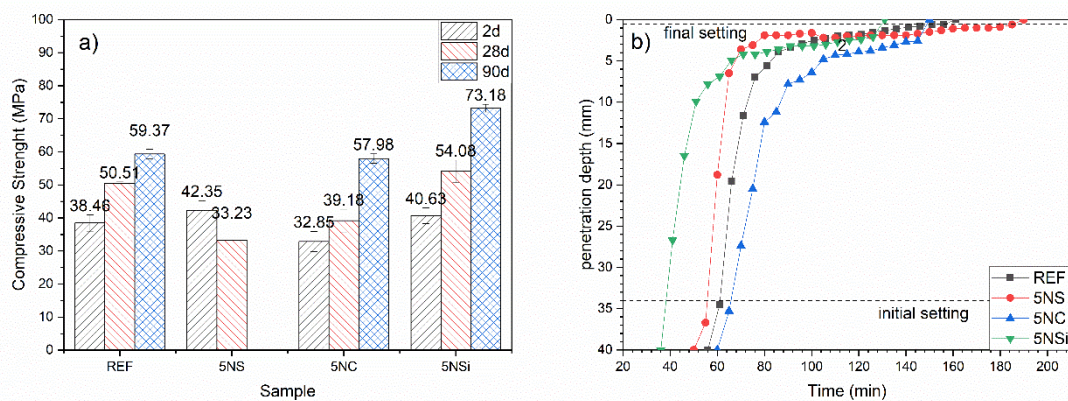 a)
2d
28d
90d
Compressive Strenght (MPa)
100
90
80
70
60
50
40
30
20
10
0
38.46
50.51
59.37
42.35
33.23
32.85
39.18
57.98
40.63
54.08
73.18
REF
5NS
5NC
5NSi
Sample
b)
final setting
2
initial setting
REF
5NS
5NC
5NSi
penetration depth (mm)
0
5
10
15
20
25
30
35
40
20
40
60
80
100
120
140
160
180
200
Time (min)